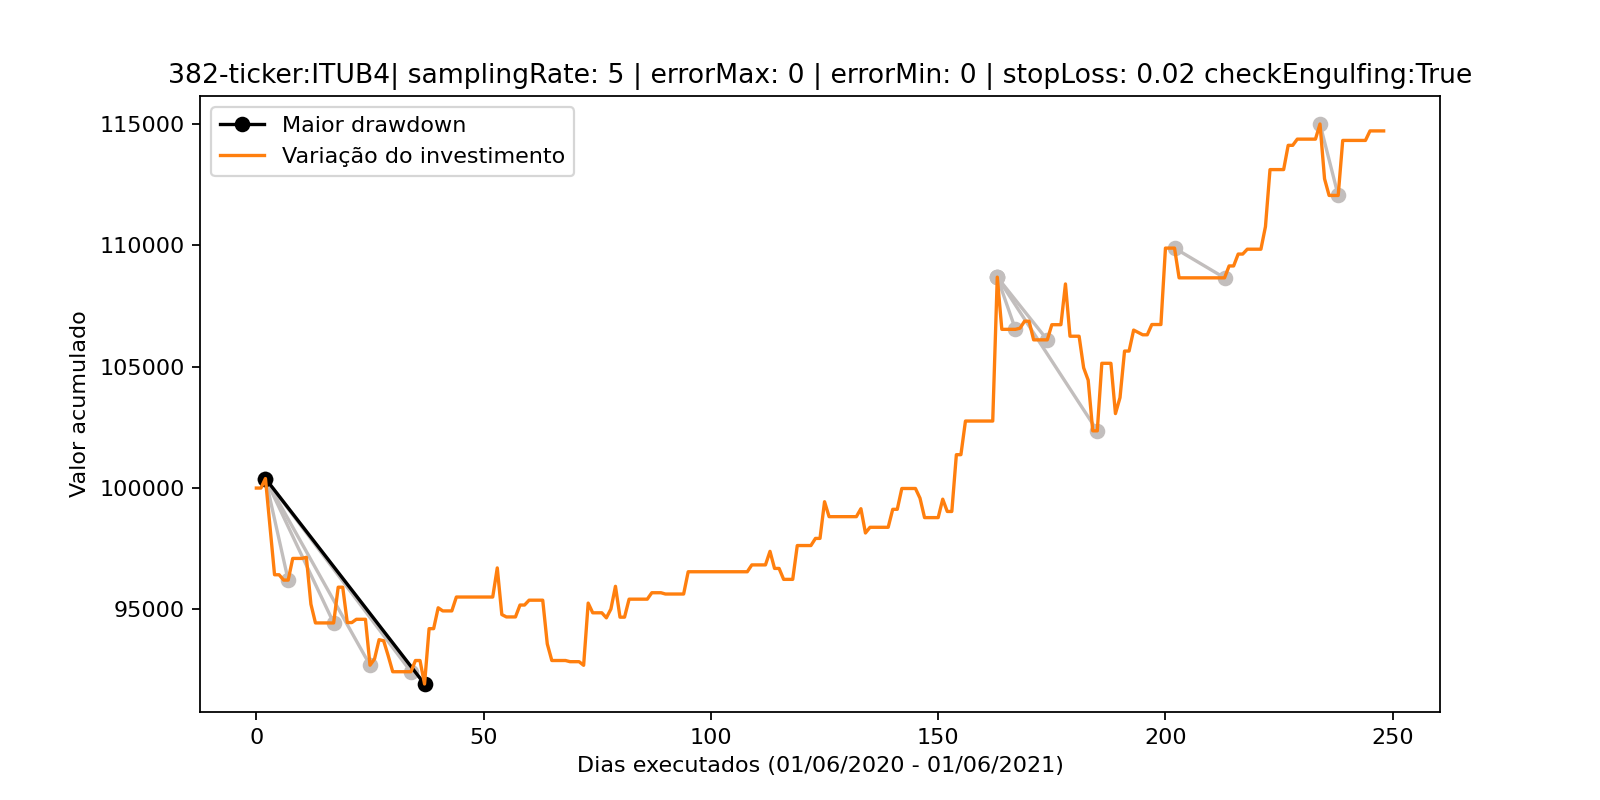 382-ticker:ITUB4| samplingRate: 5 | errorMax: 0 | errorMin: 0 | stopLoss: 0.02 checkEngulfing:True
Maior drawdown
Variação do investimento
115000
110000
105000
100000
95000
Valor acumulado
0 50 100 150 200 250
Dias executados (01/06/2020 - 01/06/2021)